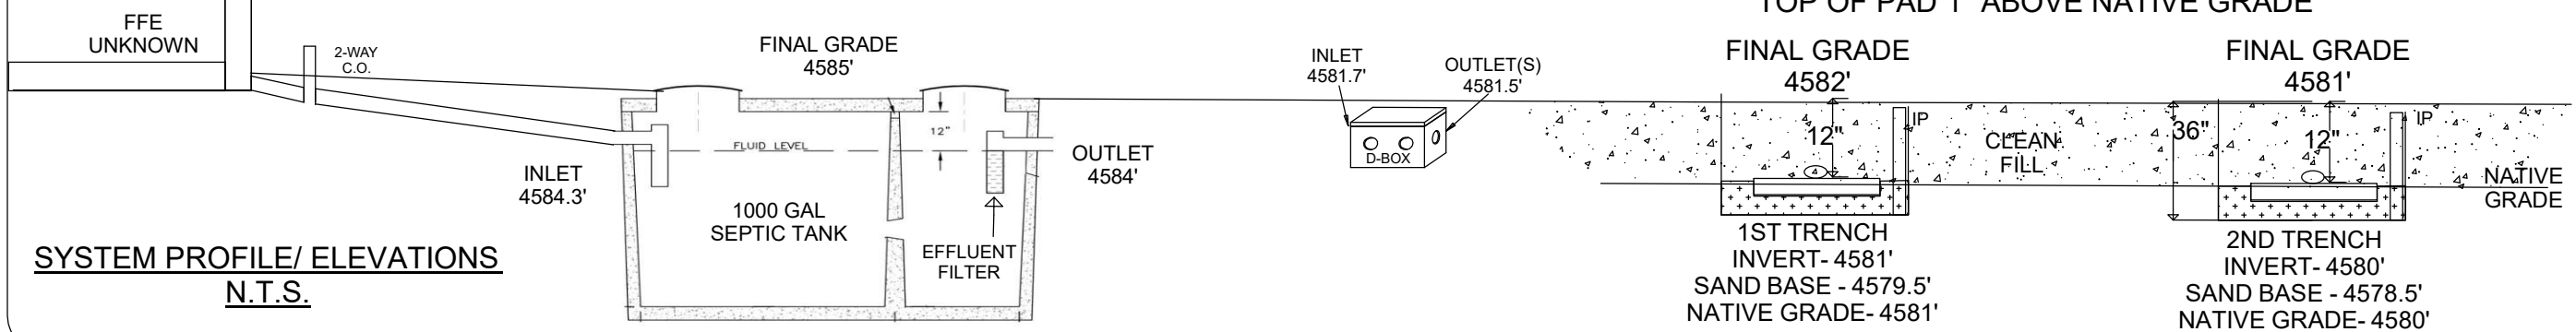 TOP OF PAD 1' ABOVE NATIVE GRADE
FFE
UNKNOWN
2-WAY
C.O.
FINAL GRADE
4585'
INLET
4584.3'
12"
FLUID LEVEL
1000 GAL
SEPTIC TANK
EFFLUENT
FILTER
OUTLET
4584'
INLET
4581.7'
OUTLET(S)
4581.5'
D-BOX
FINAL GRADE
4582'
12"
IP
CLEAN
FILL
1ST TRENCH
INVERT- 4581'
SAND BASE - 4579.5'
NATIVE GRADE- 4581'
FINAL GRADE
4581'
36"
12"
IP
NATIVE
GRADE
2ND TRENCH
INVERT- 4580'
SAND BASE - 4578.5'
NATIVE GRADE- 4580'
SYSTEM PROFILE/ ELEVATIONS
N.T.S.